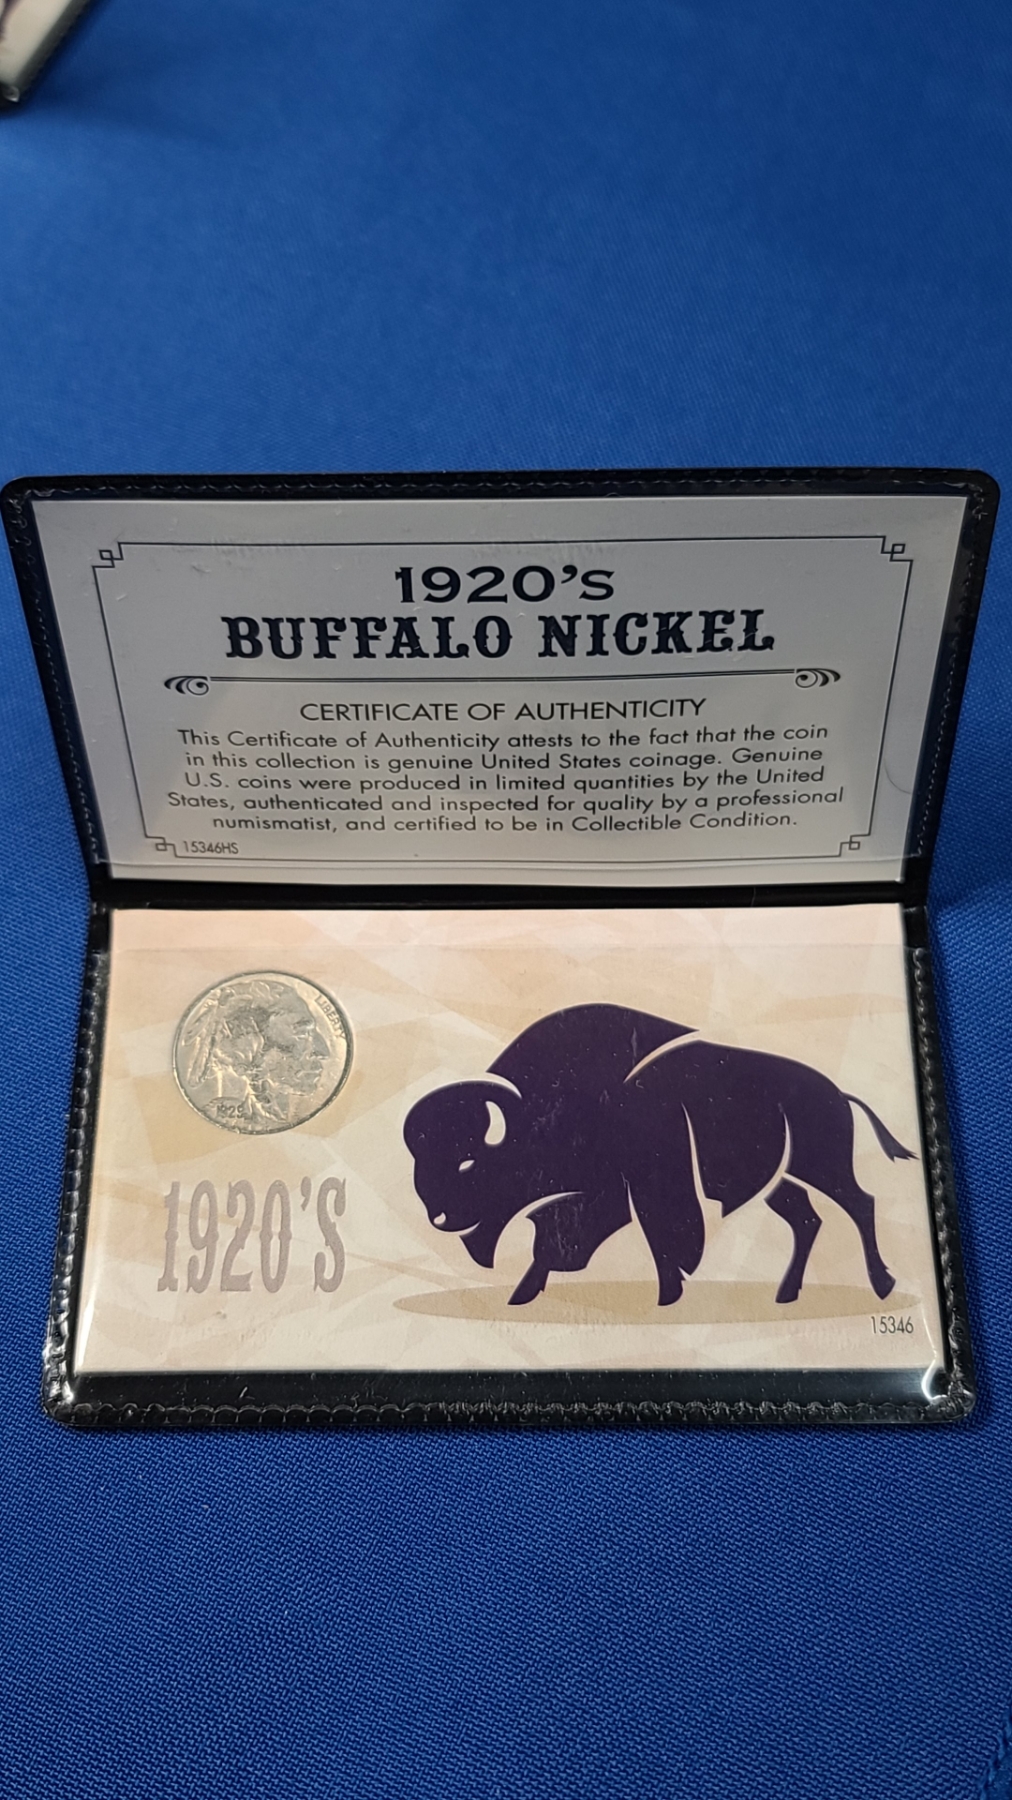 1920's
BUFFALO NICKEL
CERTIFICATE OF AUTHENTICITY
This Certificate of Authenticity attests to the fact that the coin
in this collection is genuine United States coinage. Genuine
U.S. coins were produced in limited quantities by the United
States, authenticated and inspected for quality by a professional
numismatist, and certified to be in Collectible Condition.
15346HS
LIBERTY
1929
1920'S
15346